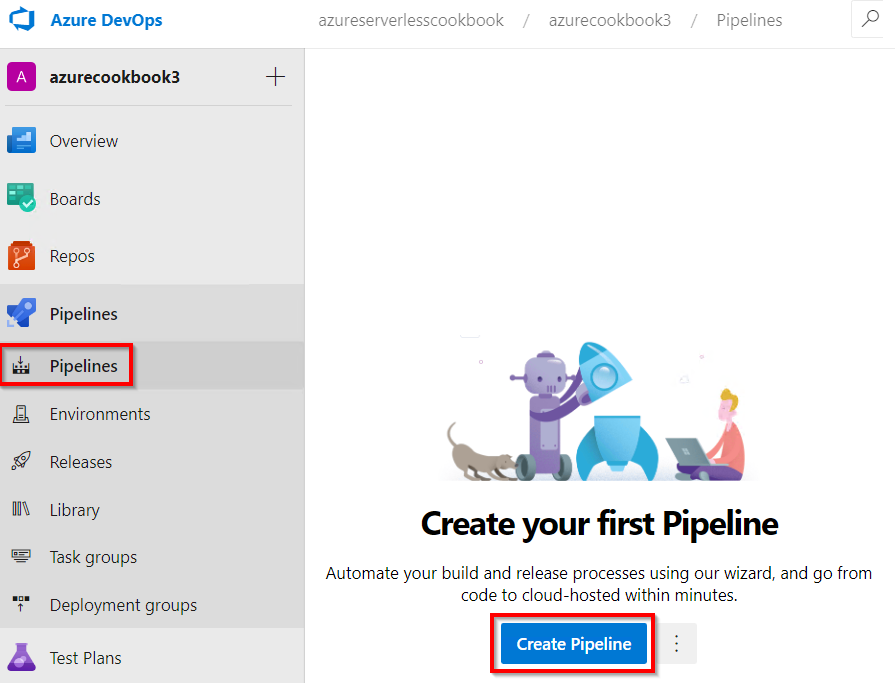 Azure DevOps
azureserverlesscookbook / azurecookbook3 / Pipelines
A azurecookbook3
Overview
Boards
Repos
Pipelines
Pipelines
Environments
Releases
Library
Task groups
Deployment groups
Test Plans
Create your first Pipeline
Automate your build and release processes using our wizard, and go from
code to cloud-hosted within minutes.
Create Pipeline